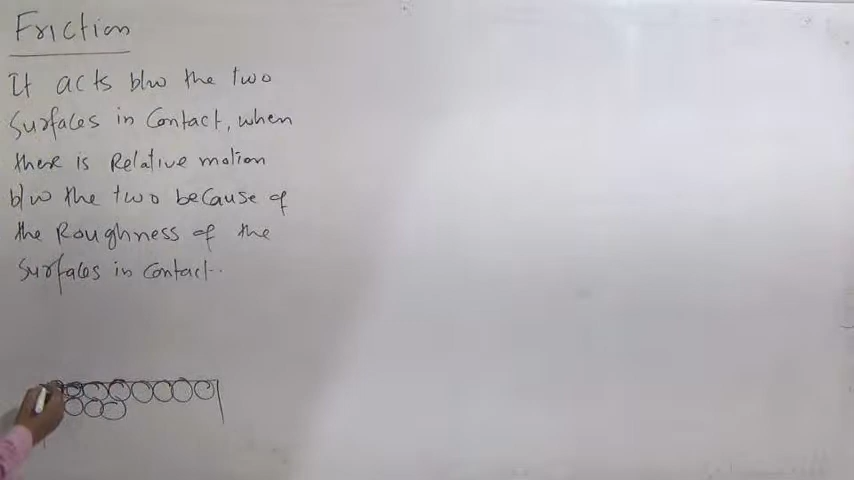 Friction
It acts b/w the two
Surfaces in Contact, when
there is Relative motion
b/w the two because of
the Roughness of the
Surfaces in Contact..